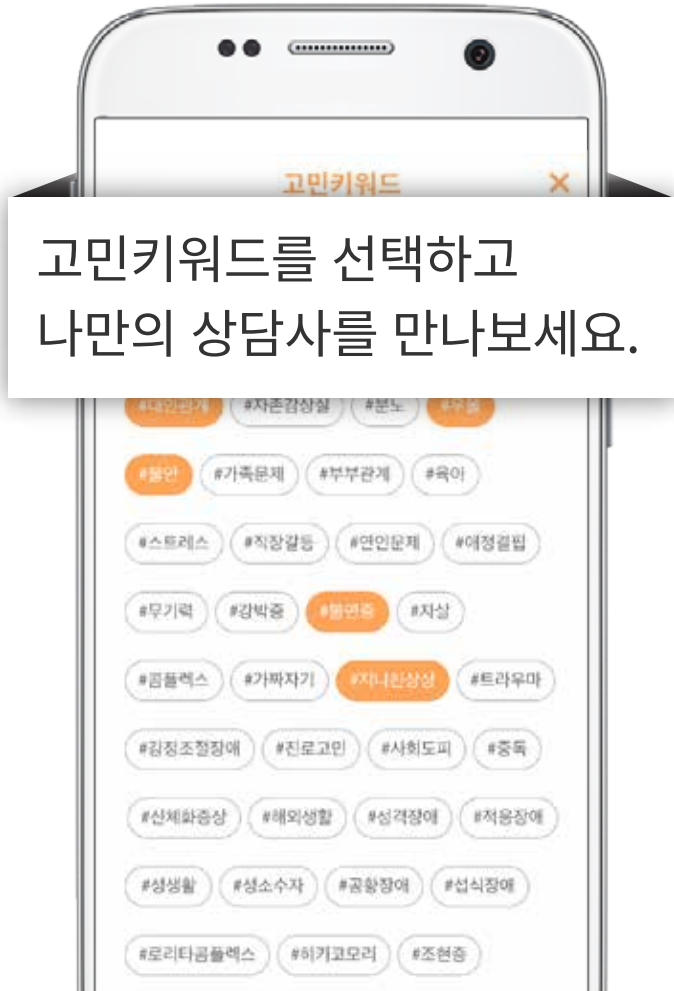 고민키워드 ×
고민키워드를 선택하고
나만의 상담사를 만나보세요.
#대인관계 #자존감상실 #분노 #우울
#불안 #가족문제 #부부관계 #육아
#스트레스 #직장갈등 #연인문제 #애정결핍
#무기력 #강박증 #불면증 #자살
#콤플렉스 #가짜자기 #지나친상상 #트라우마
#감정조절장애 #진로고민 #사회도피 #중독
#신체화증상 #해외생활 #성격장애 #적응장애
#성생활 #성소수자 #공황장애 #섭식장애
#로리타콤플렉스 #히키코모리 #조현증